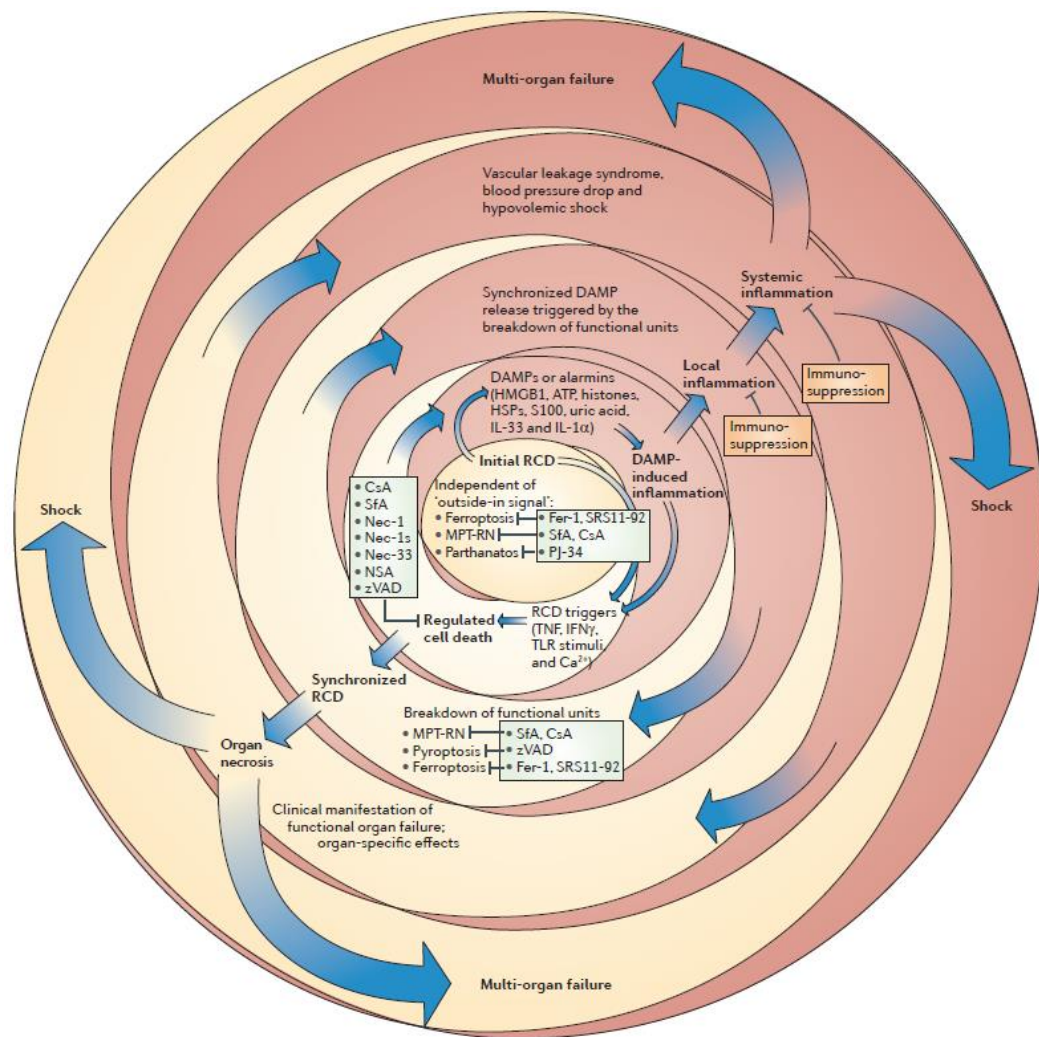 Multi-organ failure
Vascular leakage syndrome,
blood pressure drop and
hypovolemic shock
Systemic
inflammation
Synchronized DAMP
release triggered by the
breakdown of functional units
Local
inflammation
Immuno-
suppression
Immuno-
suppression
DAMPs or alarmins
(HMGB1, ATP, histones,
HSPs, S100, uric acid,
IL-33 and IL-1α)
DAMP-
induced
inflammation
Initial RCD
Independent of
‘outside-in signal’:
• Ferroptosis
• MPT-RN
• Parthanatos
Fer-1, SRS11-92
SfA, CsA
PJ-34
• CsA
• SfA
• Nec-1
• Nec-1s
• Nec-33
• NSA
• zVAD
Shock
Shock
Regulated
cell death
RCD triggers
(TNF, IFNγ,
TLR stimuli,
and Ca²⁺)
Synchronized
RCD
Breakdown of functional units
• MPT-RN
• Pyroptosis
• Ferroptosis
• SfA, CsA
• zVAD
• Fer-1, SRS11-92
Organ
necrosis
Clinical manifestation of
functional organ failure;
organ-specific effects
Multi-organ failure